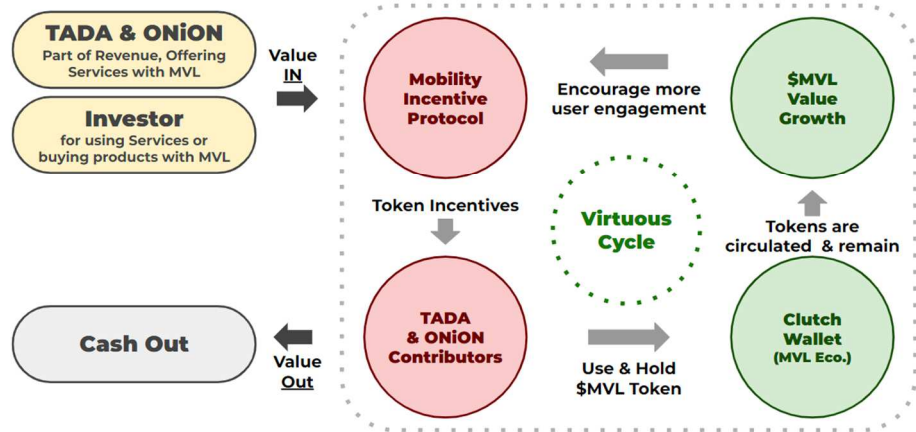 TADA & ONiON
Part of Revenue, Offering
Services with MVL
Investor
for using Services or
buying products with MVL
Value
IN
Mobility
Incentive
Protocol
Encourage more
user engagement
$MVL
Value
Growth
Token Incentives
Virtuous
Cycle
Tokens are
circulated & remain
Cash Out
Value
Out
TADA
& ONiON
Contributors
Use & Hold
$MVL Token
Clutch
Wallet
(MVL Eco.)